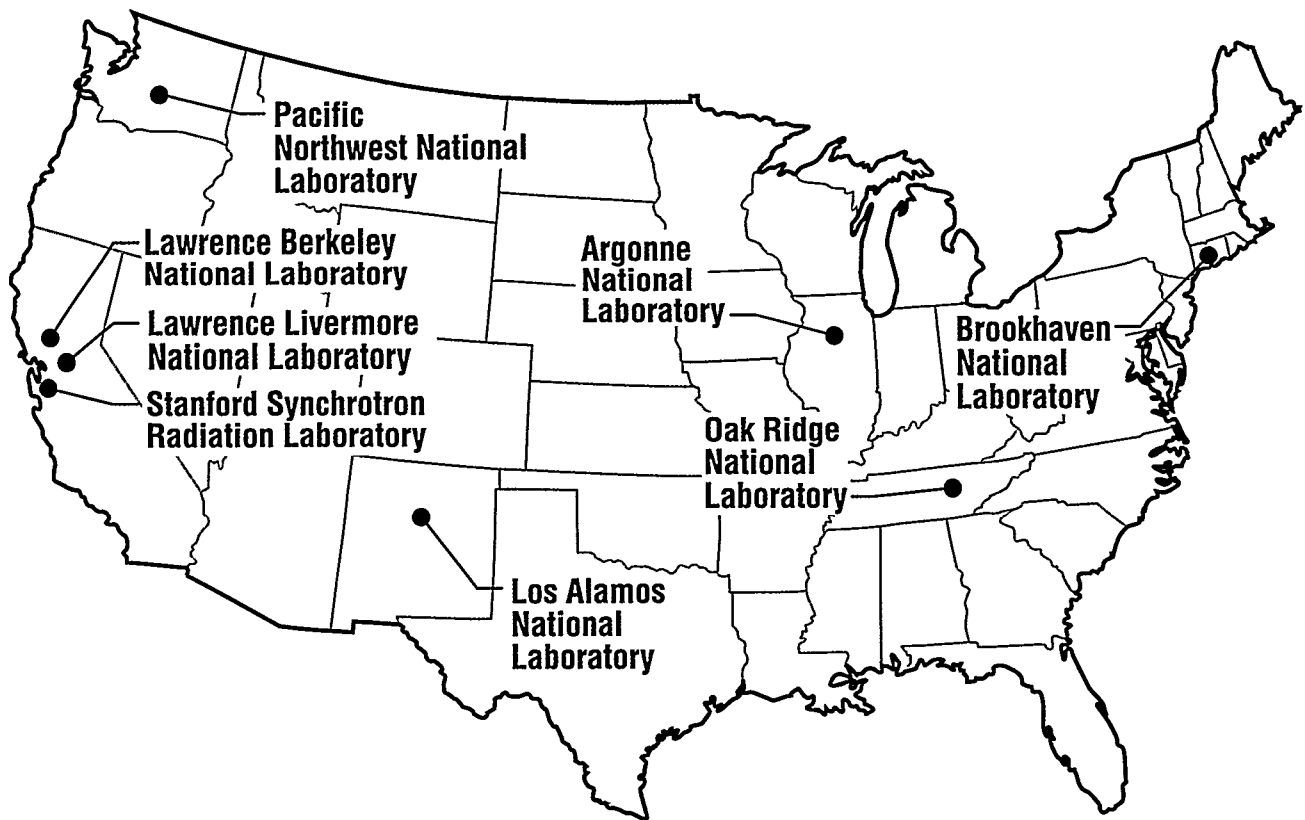 Pacific
Northwest National
Laboratory
Lawrence Berkeley
National Laboratory
Lawrence Livermore
National Laboratory
Stanford Synchrotron
Radiation Laboratory
Argonne
National
Laboratory
Brookhaven
National
Laboratory
Oak Ridge
National
Laboratory
Los Alamos
National
Laboratory